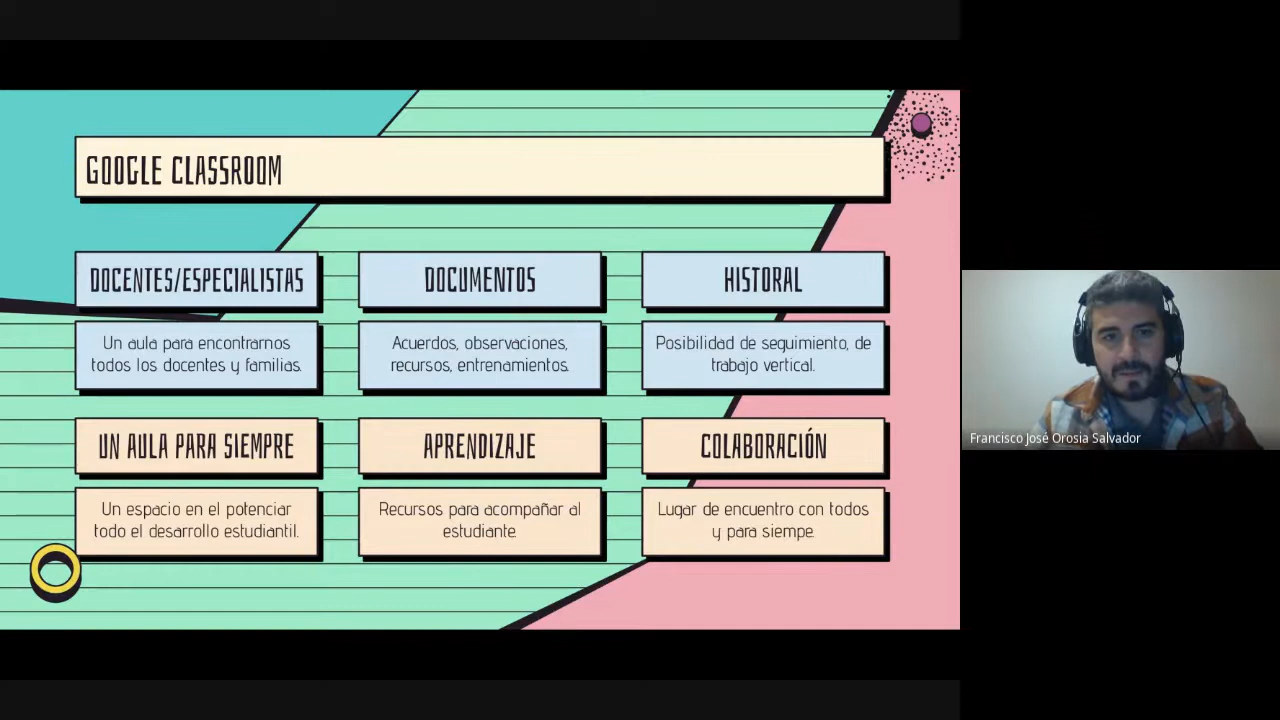 GOOGLE CLASSROOM
DOCENTES/ESPECIALISTAS
Un aula para encontrarnos
todos los docentes y familias.
DOCUMENTOS
Acuerdos, observaciones,
recursos, entrenamientos.
HISTORAL
Posibilidad de seguimiento, de
trabajo vertical.
UN AULA PARA SIEMPRE
Un espacio en el potenciar
todo el desarrollo estudiantil.
APRENDIZAJE
Recursos para acompañar al
estudiante.
COLABORACIÓN
Lugar de encuentro con todos
y para siempe.
Francisco José Orosia Salvador